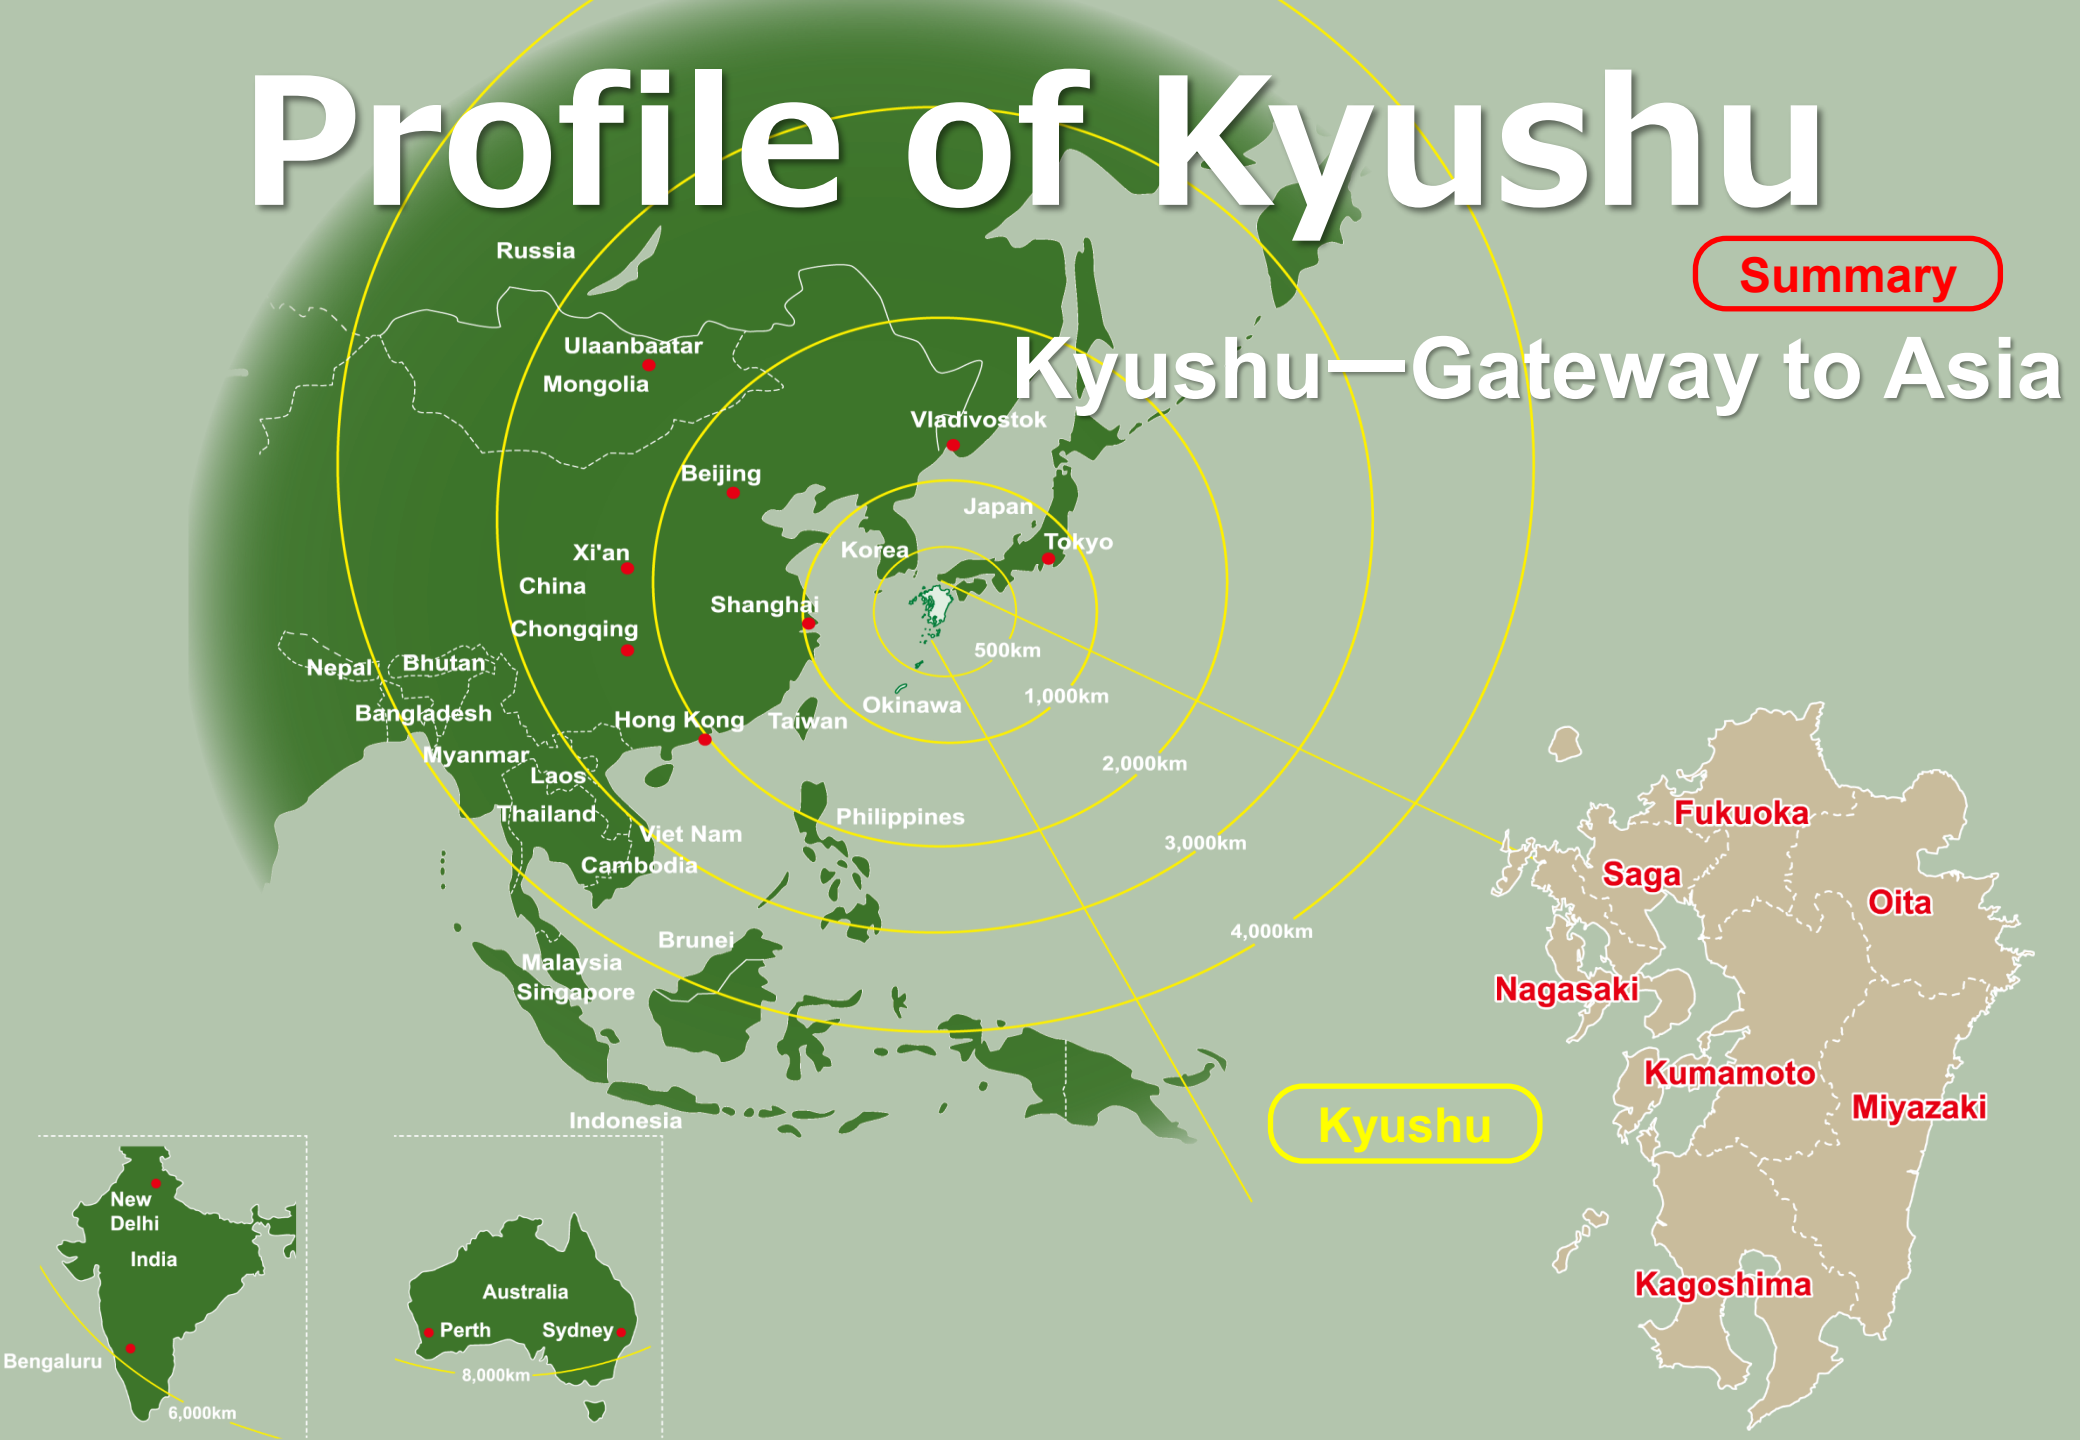 Profile of Kyushu
Summary
Kyushu－Gateway to Asia
Russia
Ulaanbaatar
Mongolia
Vladivostok
Beijing
Japan
Tokyo
Korea
Xi'an
China
Shanghai
Chongqing
500km
Nepal
Bhutan
1,000km
Okinawa
Bangladesh
Hong Kong
Taiwan
Myanmar
2,000km
Laos
Thailand
Philippines
Viet Nam
3,000km
Cambodia
4,000km
Brunei
Malaysia
Singapore
Indonesia
Kyushu
Fukuoka
Saga
Oita
Nagasaki
Kumamoto
Miyazaki
Kagoshima
New
Delhi
India
Bengaluru
6,000km
Australia
Perth
Sydney
8,000km